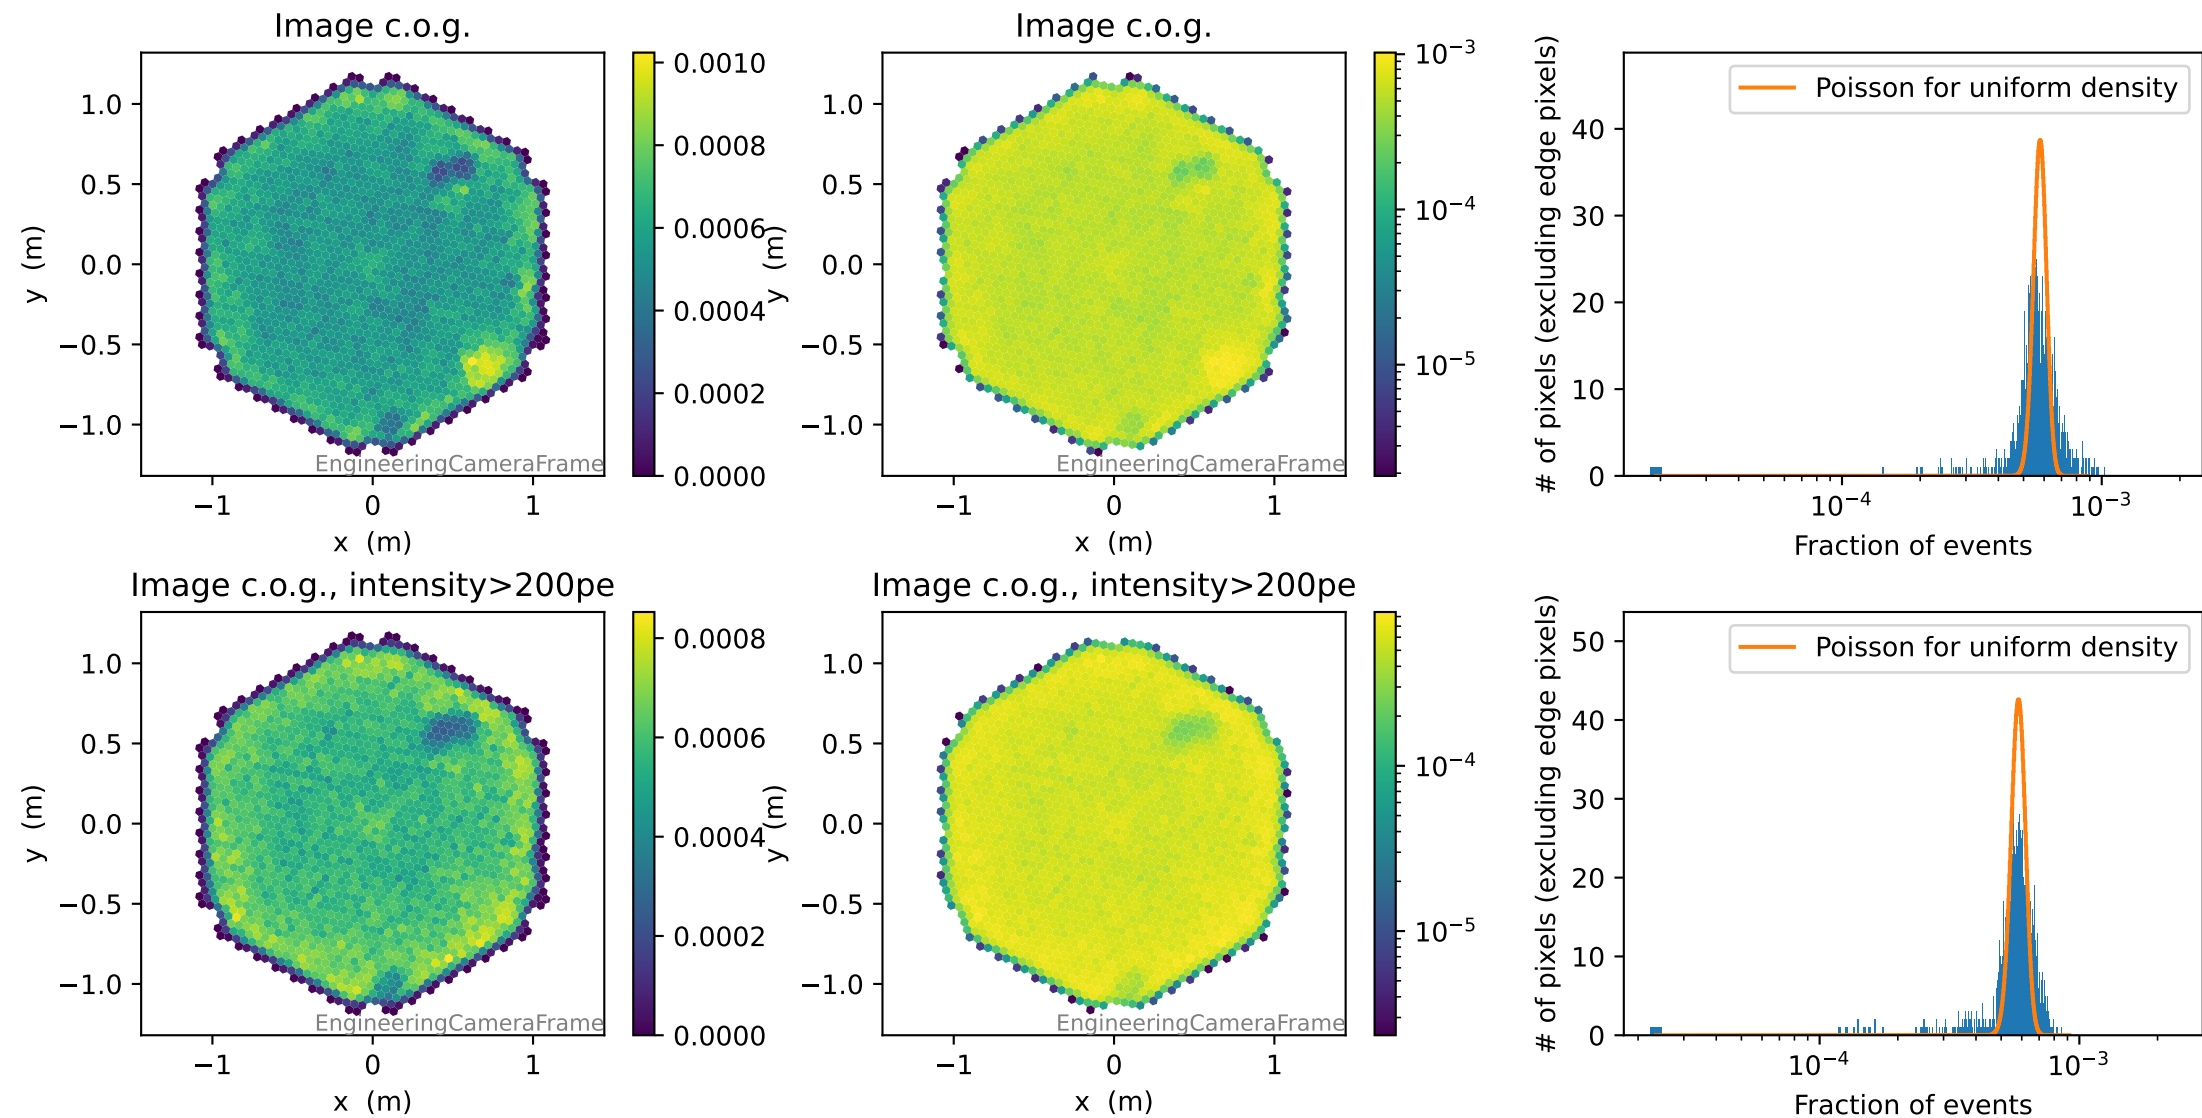 Image c.o.g.
y (m)
1.0
0.5
0.0
−0.5
−1.0
−1
0
1
x (m)
EngineeringCameraFrame
0.0010
0.0008
0.0006
0.0004
0.0002
0.0000
Image c.o.g.
y (m)
1.0
0.5
0.0
−0.5
−1.0
−1
0
1
x (m)
EngineeringCameraFrame
10⁻³
10⁻⁴
10⁻⁵
# of pixels (excluding edge pixels)
40
30
20
10
0
Poisson for uniform density
10⁻⁴
10⁻³
Fraction of events
Image c.o.g., intensity>200pe
y (m)
1.0
0.5
0.0
−0.5
−1.0
−1
0
1
x (m)
EngineeringCameraFrame
0.0008
0.0006
0.0004
0.0002
0.0000
Image c.o.g., intensity>200pe
y (m)
1.0
0.5
0.0
−0.5
−1.0
−1
0
1
x (m)
EngineeringCameraFrame
10⁻⁴
10⁻⁵
# of pixels (excluding edge pixels)
50
40
30
20
10
0
Poisson for uniform density
10⁻⁴
10⁻³
Fraction of events